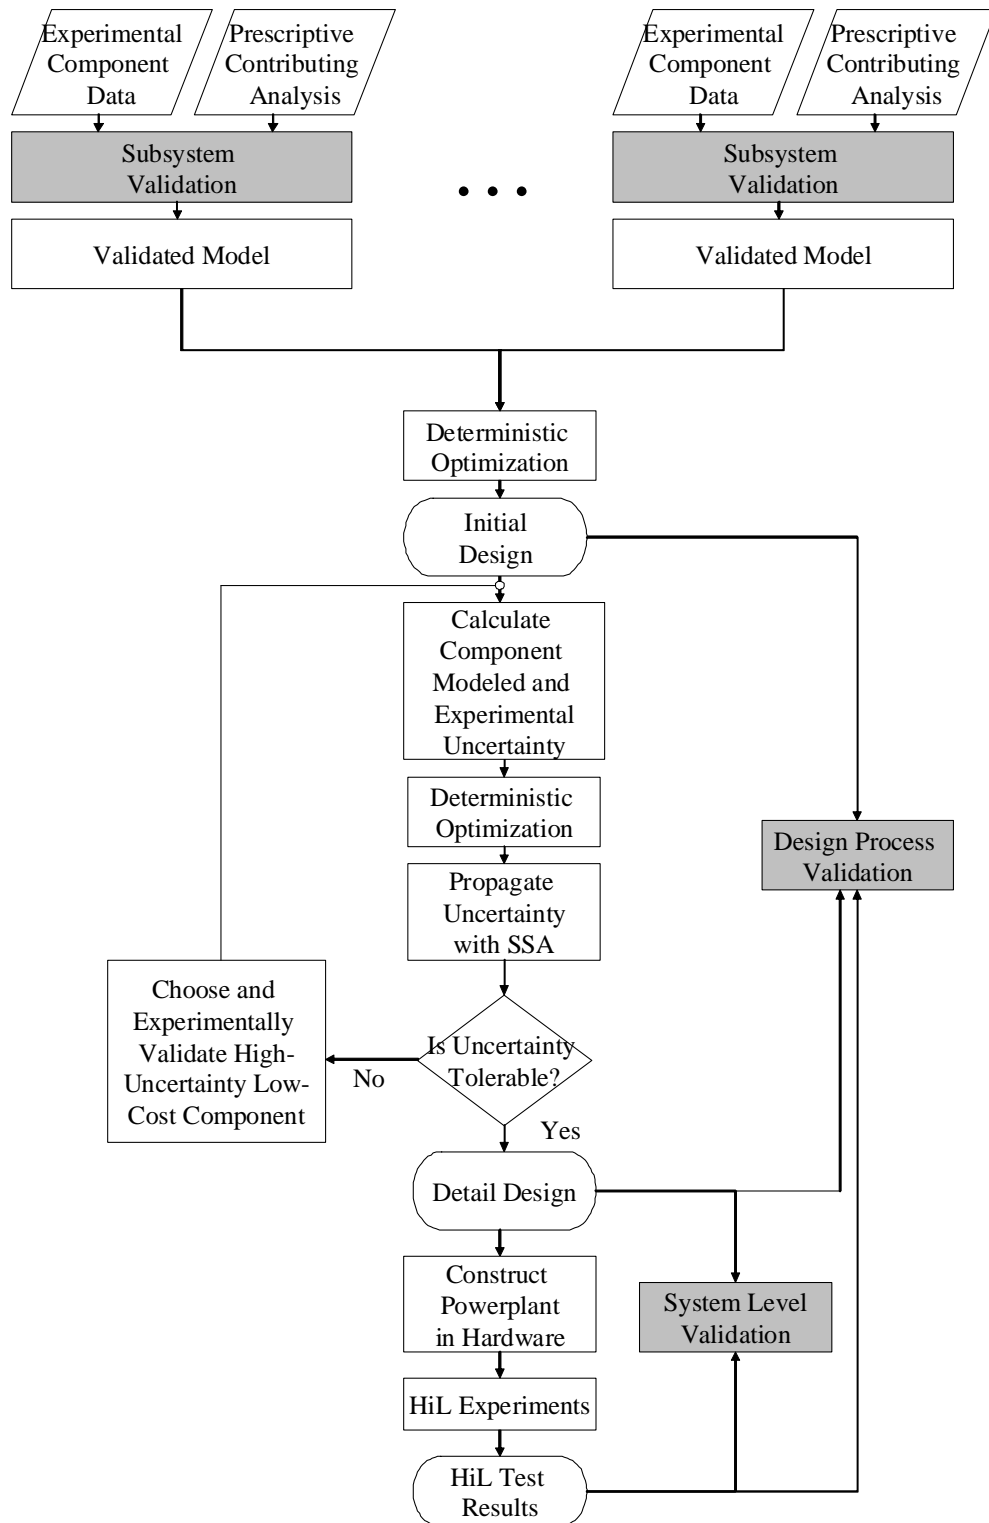 Experimental
Component
Data
Prescriptive
Contributing
Analysis
Experimental
Component
Data
Prescriptive
Contributing
Analysis
Subsystem
Validation
Subsystem
Validation
• • •
Validated Model
Validated Model
Deterministic
Optimization
Initial
Design
Calculate
Component
Modeled and
Experimental
Uncertainty
Deterministic
Optimization
Design Process
Validation
Propagate
Uncertainty
with SSA
Choose and
Experimentally
Validate High-
Uncertainty Low-
Cost Component
Is Uncertainty
Tolerable?
No
Yes
Detail Design
Construct
Powerplant
in Hardware
System Level
Validation
HiL Experiments
HiL Test
Results